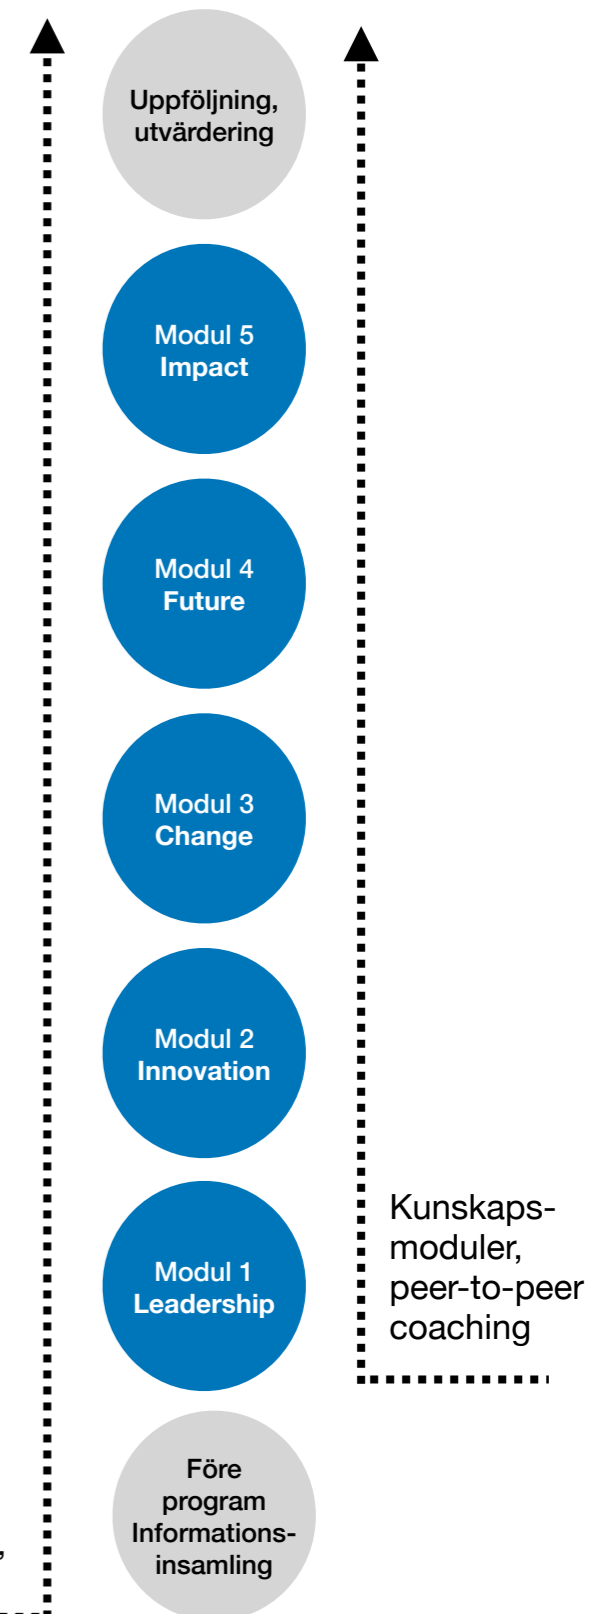 Uppföljning,
utvärdering
Modul 5
Impact
Modul 4
Future
Modul 3
Change
Modul 2
Innovation
Modul 1
Leadership
Kunskaps-
moduler,
peer-to-peer
coaching
Före
program
Informations-
insamling
,